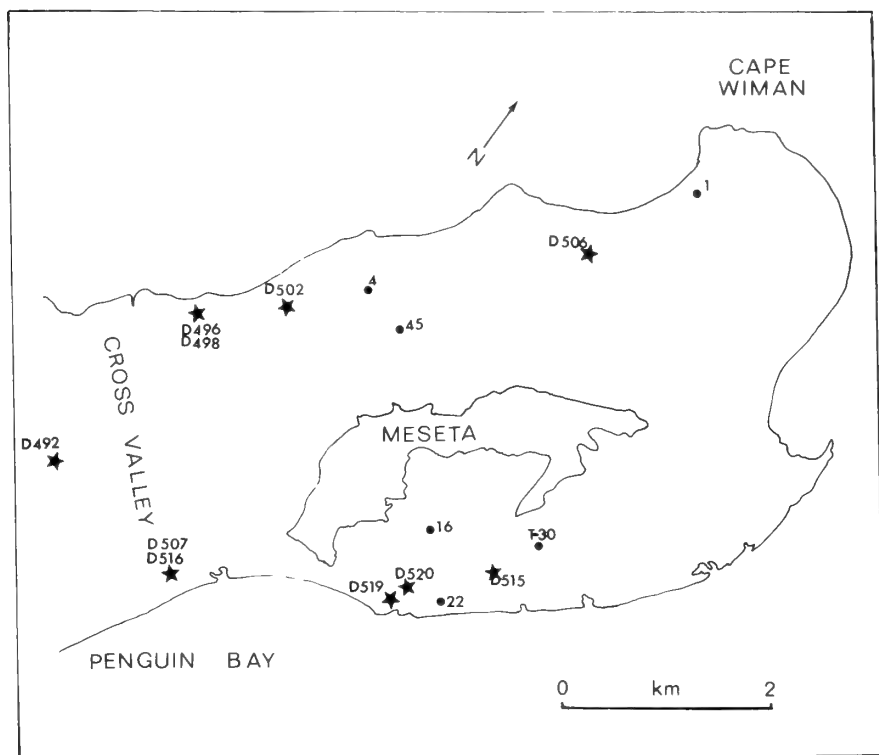 CAPE
WIMAN
N
1
D506
4
D502
45
D496
D498
CROSS VALLEY
MESETA
D492
16
T-30
D507
D516
D520
D515
D519
22
PENGUIN BAY
0 km 2